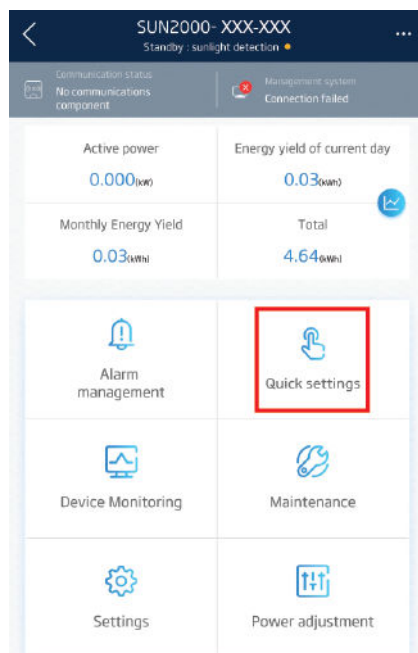 SUN2000- XXX-XXX
Standby : sunlight detection
Communication status
No communications
component
Management system
Connection failed
Active power
0.000(kW)
Energy yield of current day
0.03(kWh)
Monthly Energy Yield
0.03(kWh)
Total
4.64(kWh)
Alarm
management
Quick settings
Device Monitoring
Maintenance
Settings
Power adjustment